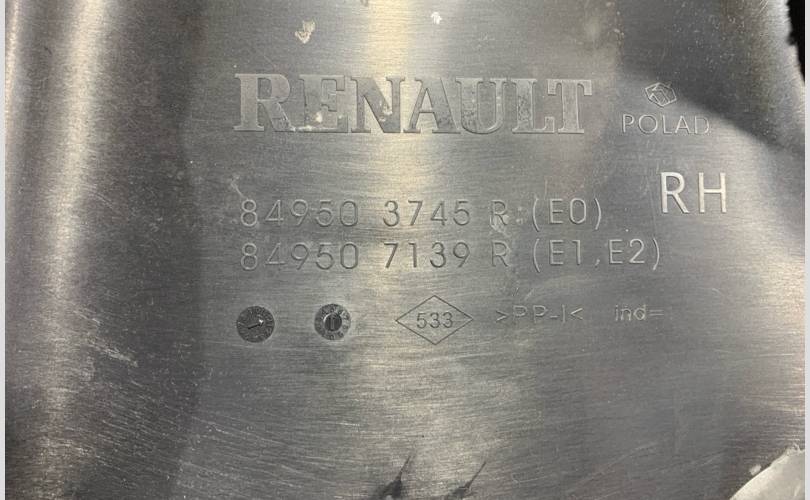 RENAULT
POLAD
RH
84950 3745 R (E0)
84950 7139 R (E1,E2)
533 >PP-I< ind=